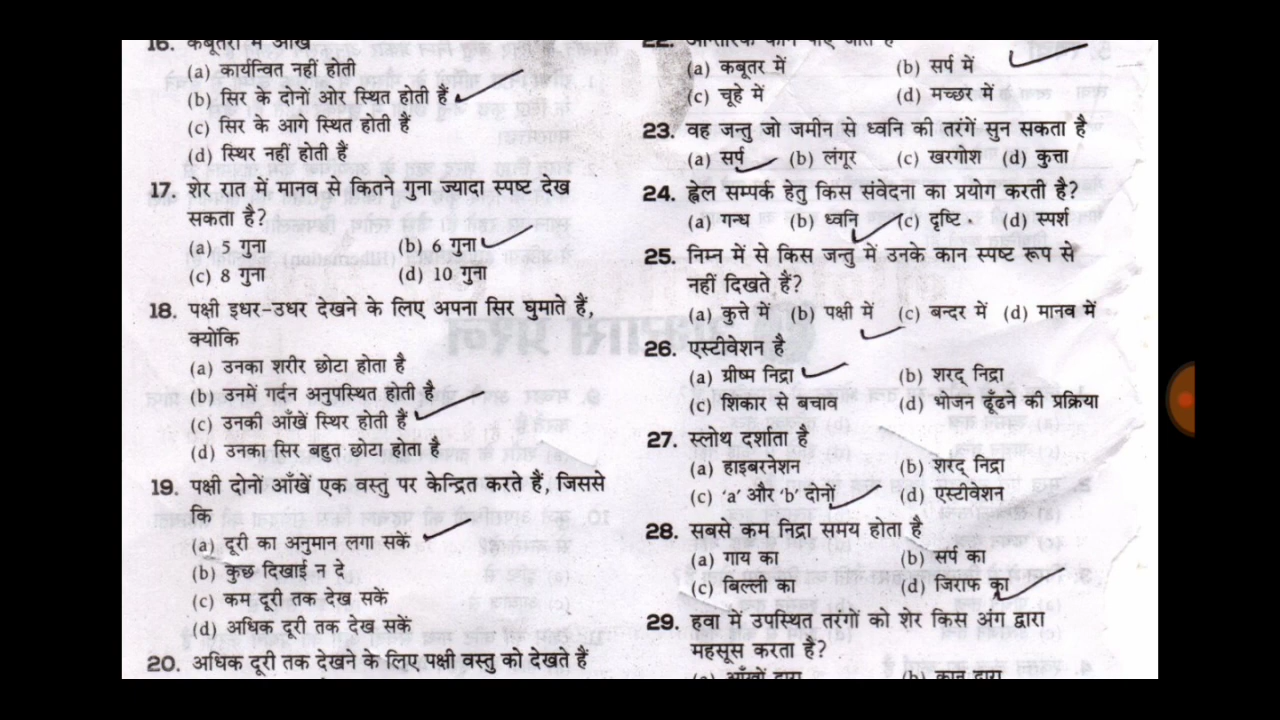 16. कबूतरों में आँखें
(a) कार्यन्वित नहीं होती
(b) सिर के दोनों ओर स्थित होती हैं
(c) सिर के आगे स्थित होती हैं
(d) स्थिर नहीं होती हैं
17. शेर रात में मानव से कितने गुना ज्यादा स्पष्ट देख
सकता है?
(a) 5 गुना (b) 6 गुना
(c) 8 गुना (d) 10 गुना
18. पक्षी इधर-उधर देखने के लिए अपना सिर घुमाते हैं,
क्योंकि
(a) उनका शरीर छोटा होता है
(b) उनमें गर्दन अनुपस्थित होती है
(c) उनकी आँखें स्थिर होती हैं
(d) उनका सिर बहुत छोटा होता है
19. पक्षी दोनों आँखें एक वस्तु पर केन्द्रित करते हैं, जिससे
कि
(a) दूरी का अनुमान लगा सकें
(b) कुछ दिखाई न दे
(c) कम दूरी तक देख सकें
(d) अधिक दूरी तक देख सकें
20. अधिक दूरी तक देखने के लिए पक्षी वस्तु को देखते हैं
22. आन्तरिक कान पाए जाते हैं
(a) कबूतर में (b) सर्प में
(c) चूहे में (d) मच्छर में
23. वह जन्तु जो जमीन से ध्वनि की तरंगें सुन सकता है
(a) सर्प (b) लंगूर (c) खरगोश (d) कुत्ता
24. ह्वेल सम्पर्क हेतु किस संवेदना का प्रयोग करती है?
(a) गन्ध (b) ध्वनि (c) दृष्टि (d) स्पर्श
25. निम्न में से किस जन्तु में उनके कान स्पष्ट रूप से
नहीं दिखते हैं?
(a) कुत्ते में (b) पक्षी में (c) बन्दर में (d) मानव में
26. एस्टीवेशन है
(a) ग्रीष्म निद्रा (b) शरद् निद्रा
(c) शिकार से बचाव (d) भोजन ढूँढने की प्रक्रिया
27. स्लोथ दर्शाता है
(a) हाइबरनेशन (b) शरद् निद्रा
(c) 'a' और 'b' दोनों (d) एस्टीवेशन
28. सबसे कम निद्रा समय होता है
(a) गाय का (b) सर्प का
(c) बिल्ली का (d) जिराफ का
29. हवा में उपस्थित तरंगों को शेर किस अंग द्वारा
महसूस करता है?
(a) आँखों द्वारा (b) कान द्वारा